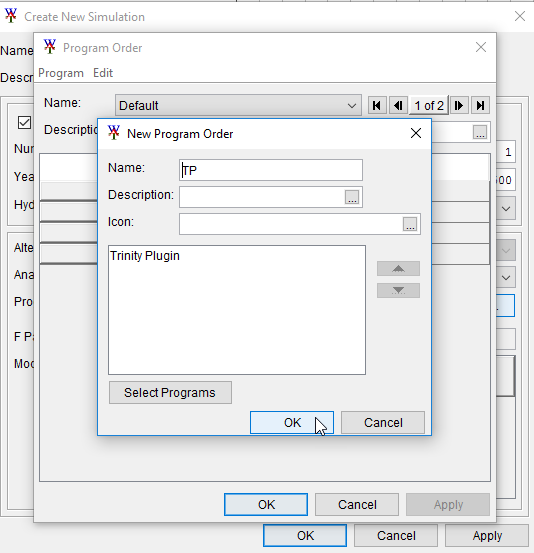 Create New Simulation
Name
Program Order
Descr
Program Edit
Name: Default 1 of 2
Descriptio ...
New Program Order
Nur 1
Name: TP
Yea 500
Description: ...
Hyd
Icon: ...
Alte
Trinity Plugin
Ana
Pro
F Pa
Mod
Select Programs
OK Cancel
OK Cancel Apply
OK Cancel Apply